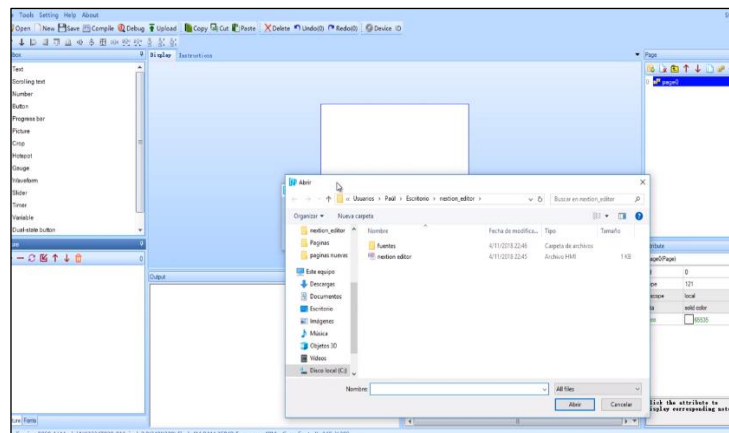 Tools Setting Help About
Open New Save Compile Debug Upload Copy Cut Paste Delete Undo(0) Redo(0) Device ID
Box
Display Instructions
Page
Text
page0
Scrolling text
Number
Button
Progress bar
Picture
Crop
Hotspot
Gauge
Waveform
Slider
Timer
Variable
Dual-state button
Abrir
« Usuarios > Paúl > Escritorio > nextion_editor >
Buscar en nextion_editor
Organizar Nueva carpeta
Nombre Fecha de modifica... Tipo Tamaño
nextion_editor
Paginas
paginas nuevas
Este equipo
Descargas
Documentos
Escritorio
Imágenes
Música
Objetos 3D
Vídeos
Disco local (C:)
fuentes 4/11/2018 22:46 Carpeta de archivos
nextion editor 4/11/2018 22:45 Archivo HMI 1 KB
Nombre: All files
Abrir Cancelar
Output
0
121
local
solid color
65535
Click the attribute to
display corresponding note
Fonts